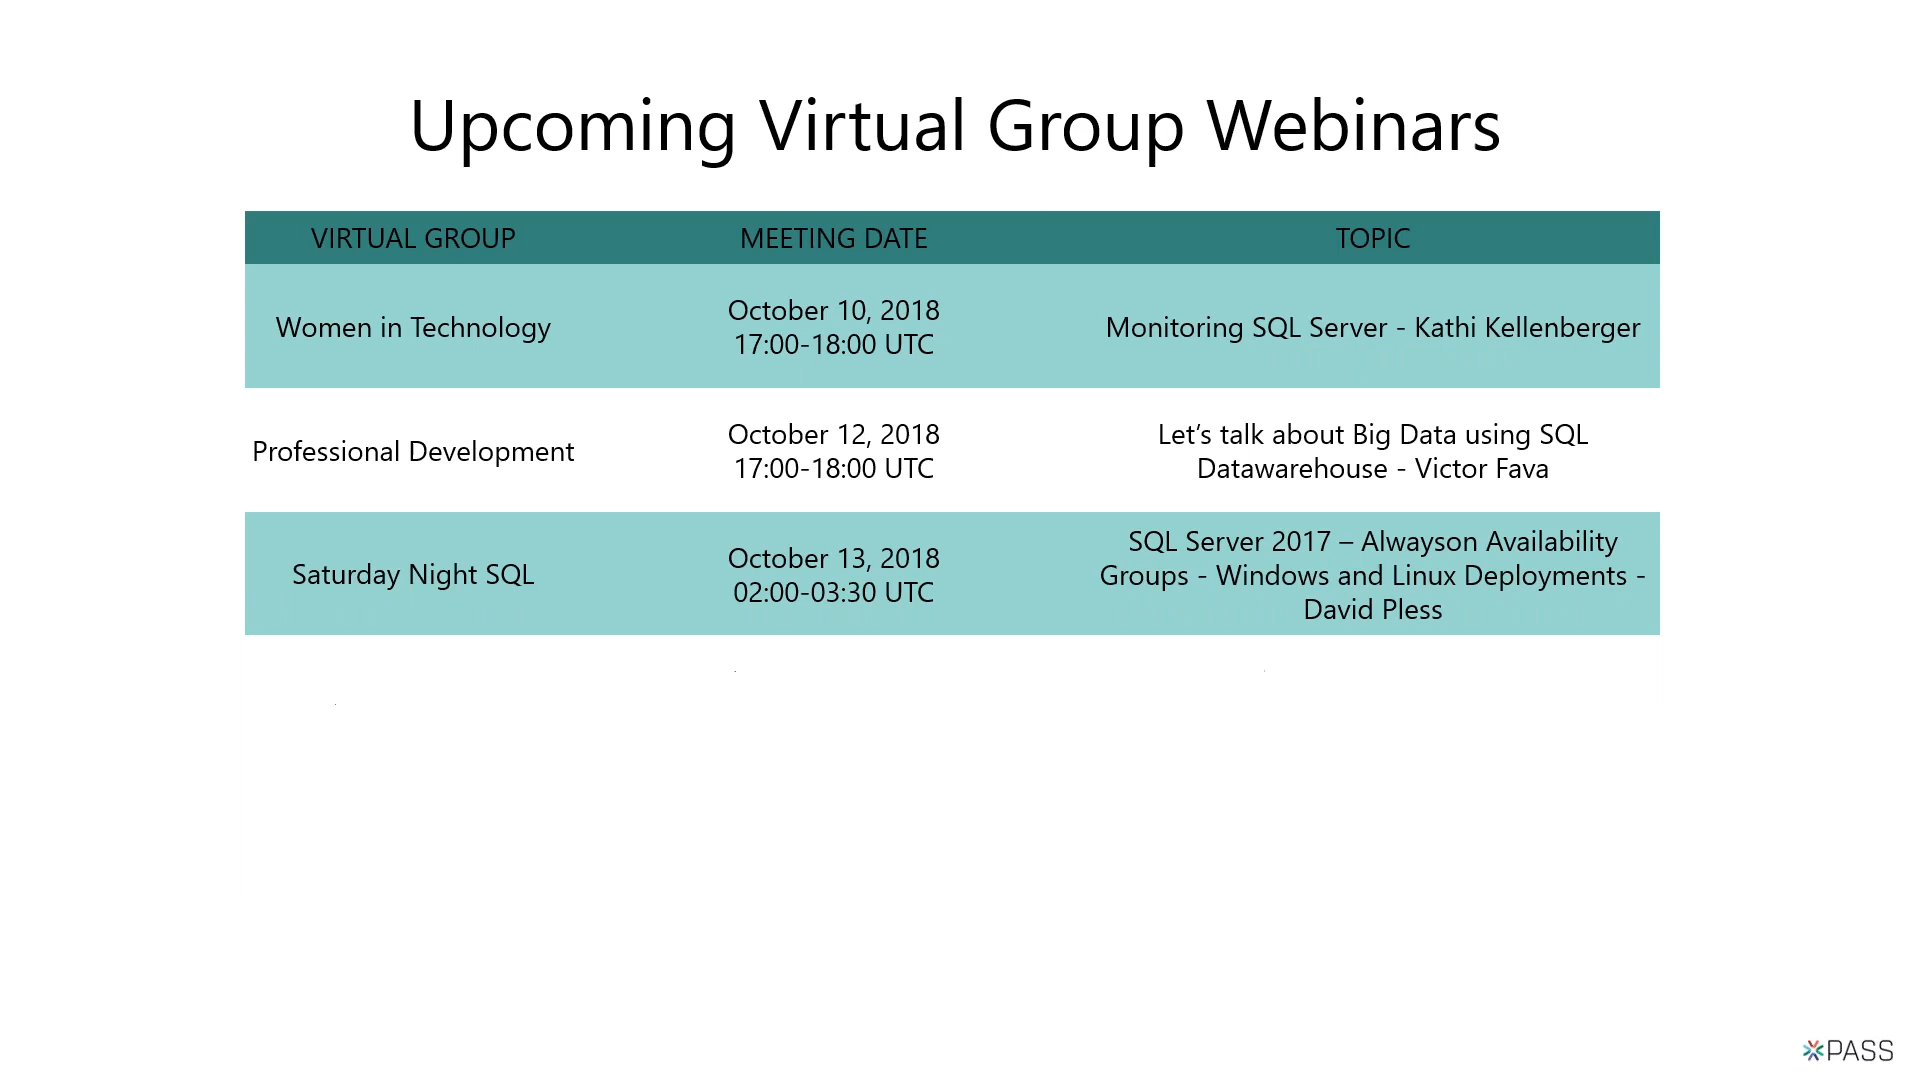 Upcoming Virtual Group Webinars
VIRTUAL GROUP MEETING DATE TOPIC
Women in Technology
October 10, 2018
17:00-18:00 UTC
Monitoring SQL Server - Kathi Kellenberger
Professional Development
October 12, 2018
17:00-18:00 UTC
Let’s talk about Big Data using SQL
Datawarehouse - Victor Fava
Saturday Night SQL
October 13, 2018
02:00-03:30 UTC
SQL Server 2017 – Alwayson Availability
Groups - Windows and Linux Deployments -
David Pless
PASS